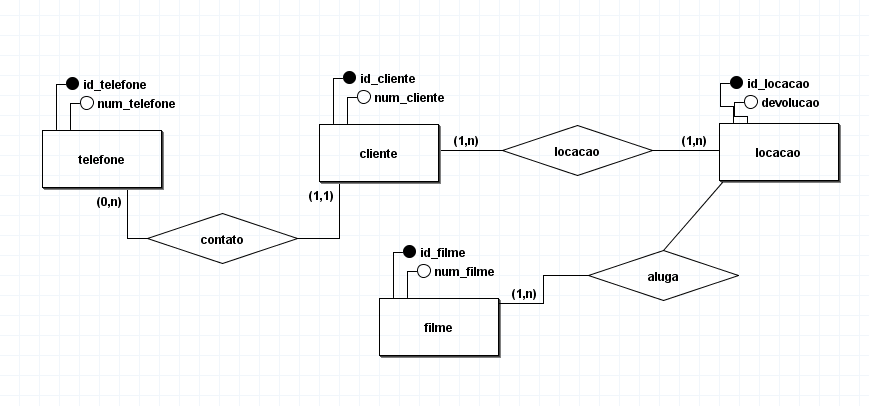 id_telefone
num_telefone
telefone
(0,n)
contato
id_cliente
num_cliente
cliente
(1,1)
(1,n)
locacao
(1,n)
id_locacao
devolucao
locacao
id_filme
num_filme
filme
(1,n)
aluga